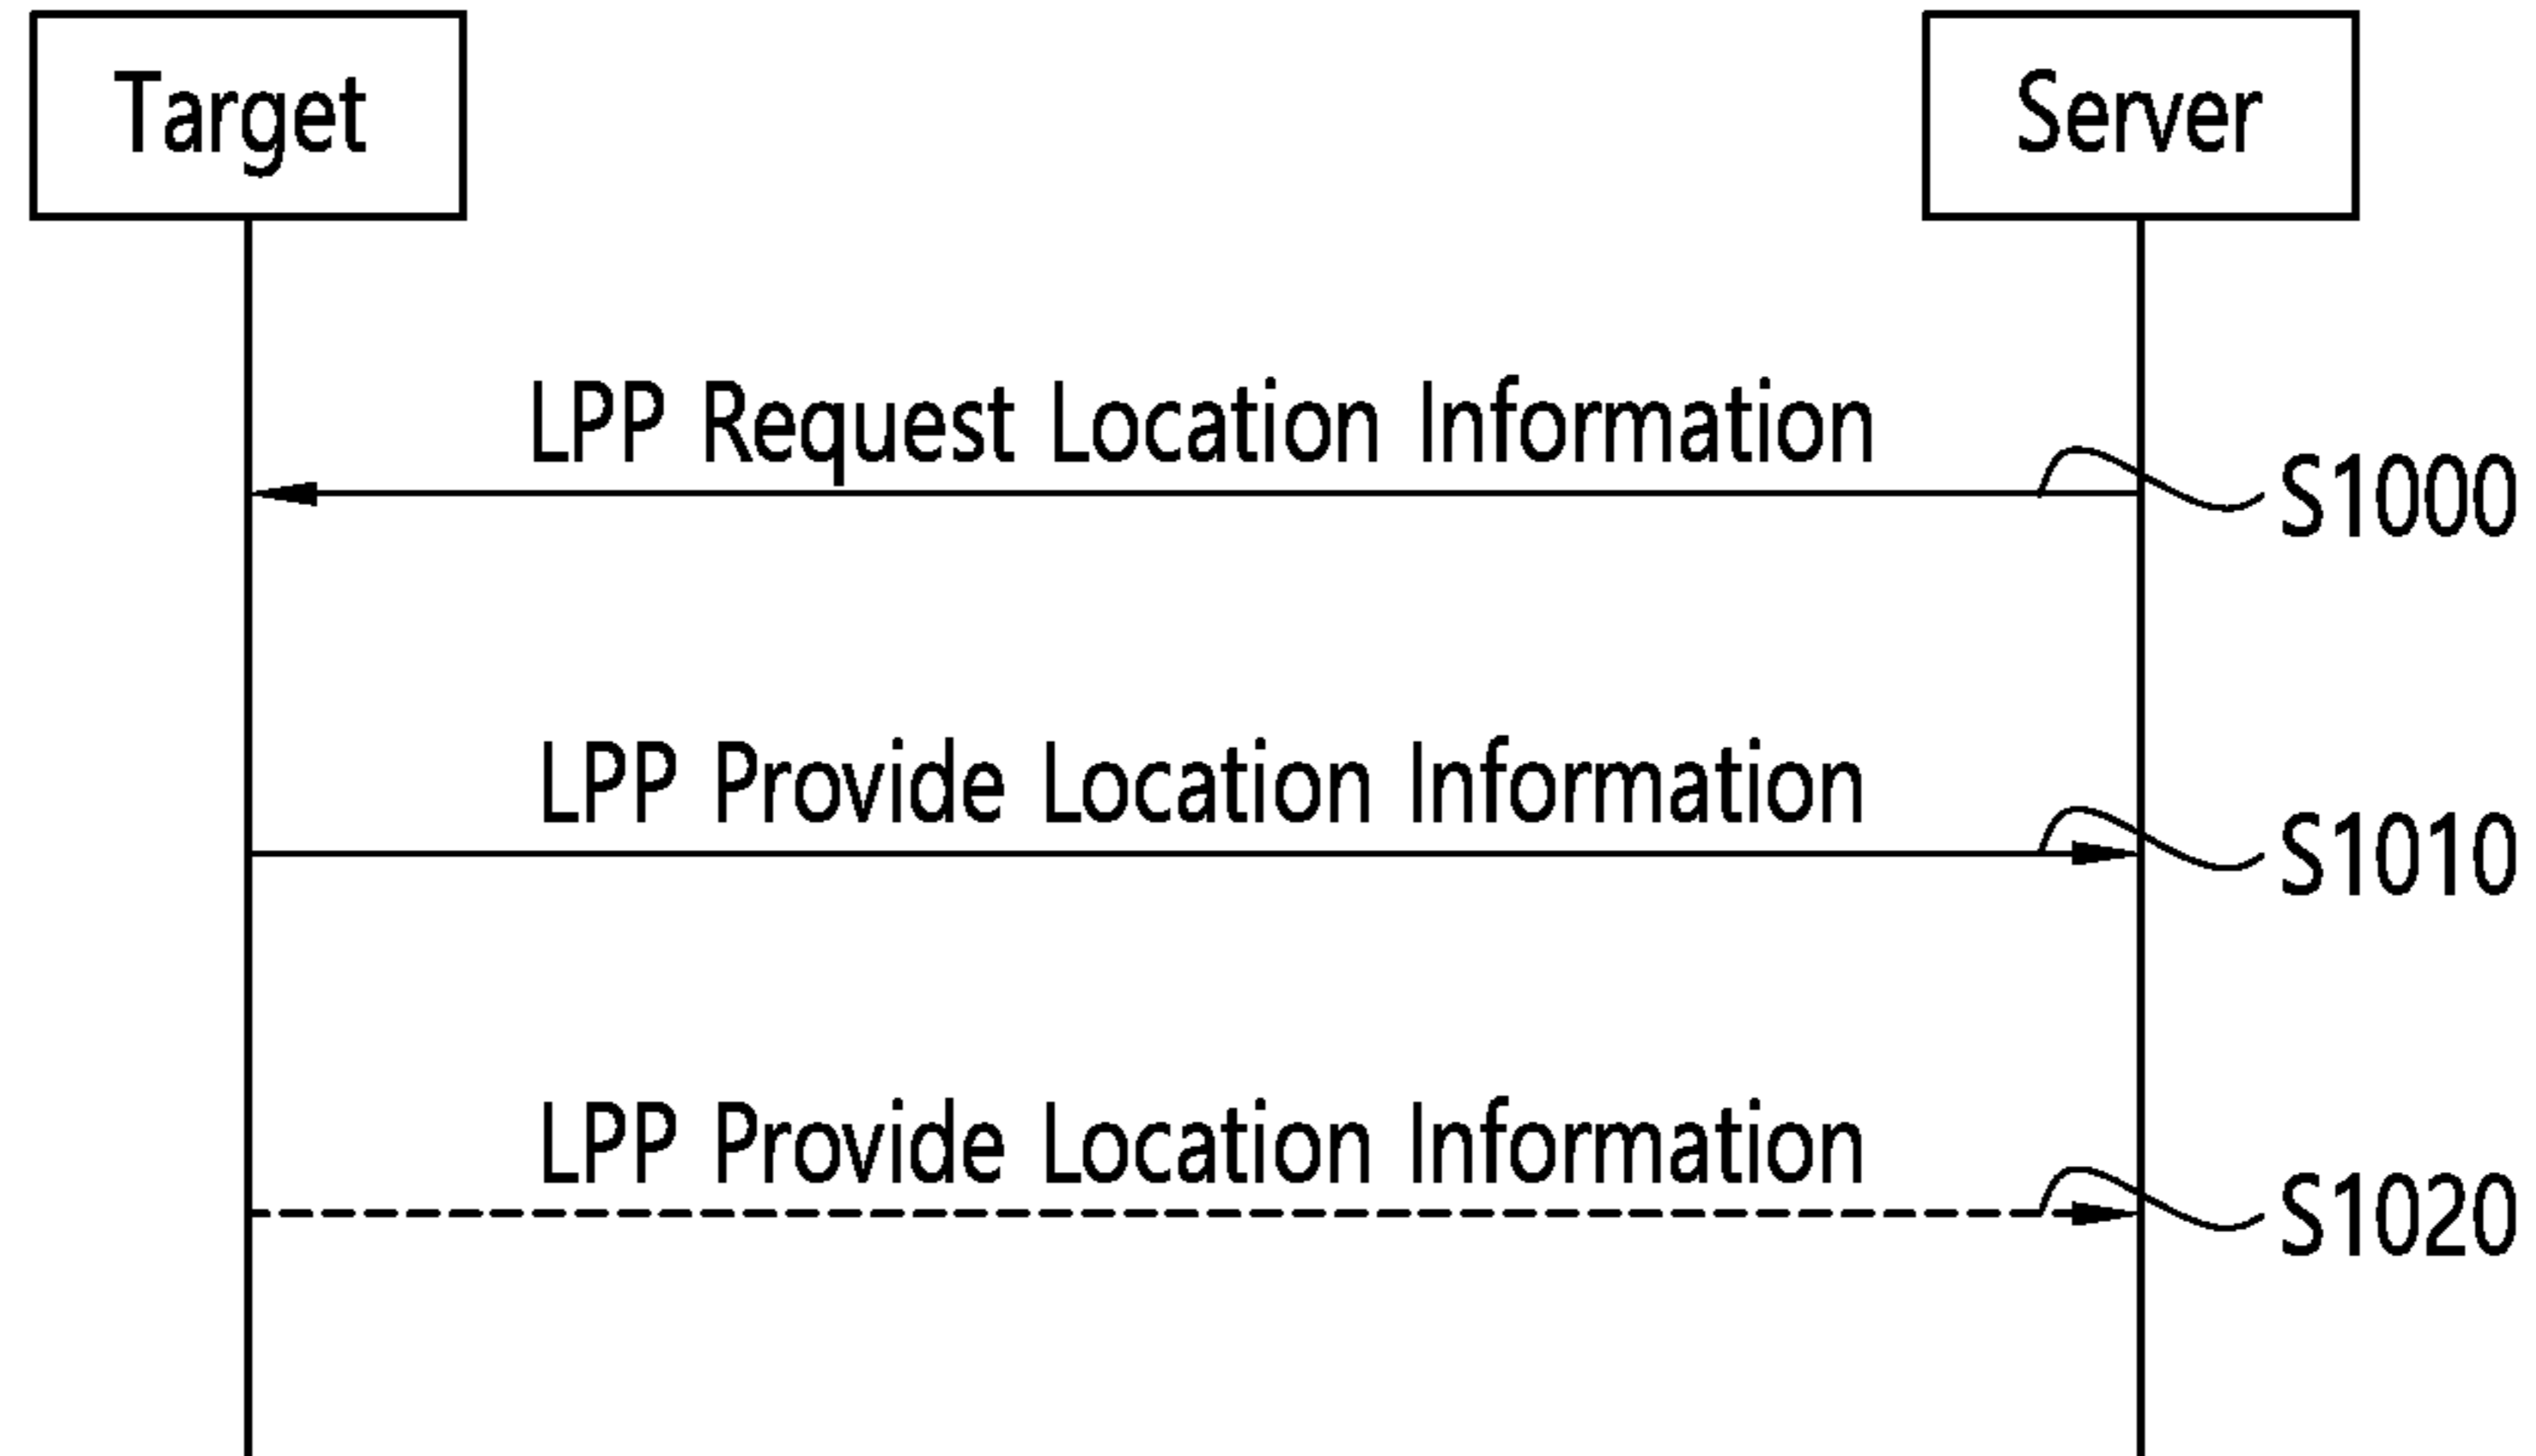 Target
Server
LPP Request Location Information
S1000
LPP Provide Location Information
S1010
LPP Provide Location Information
S1020